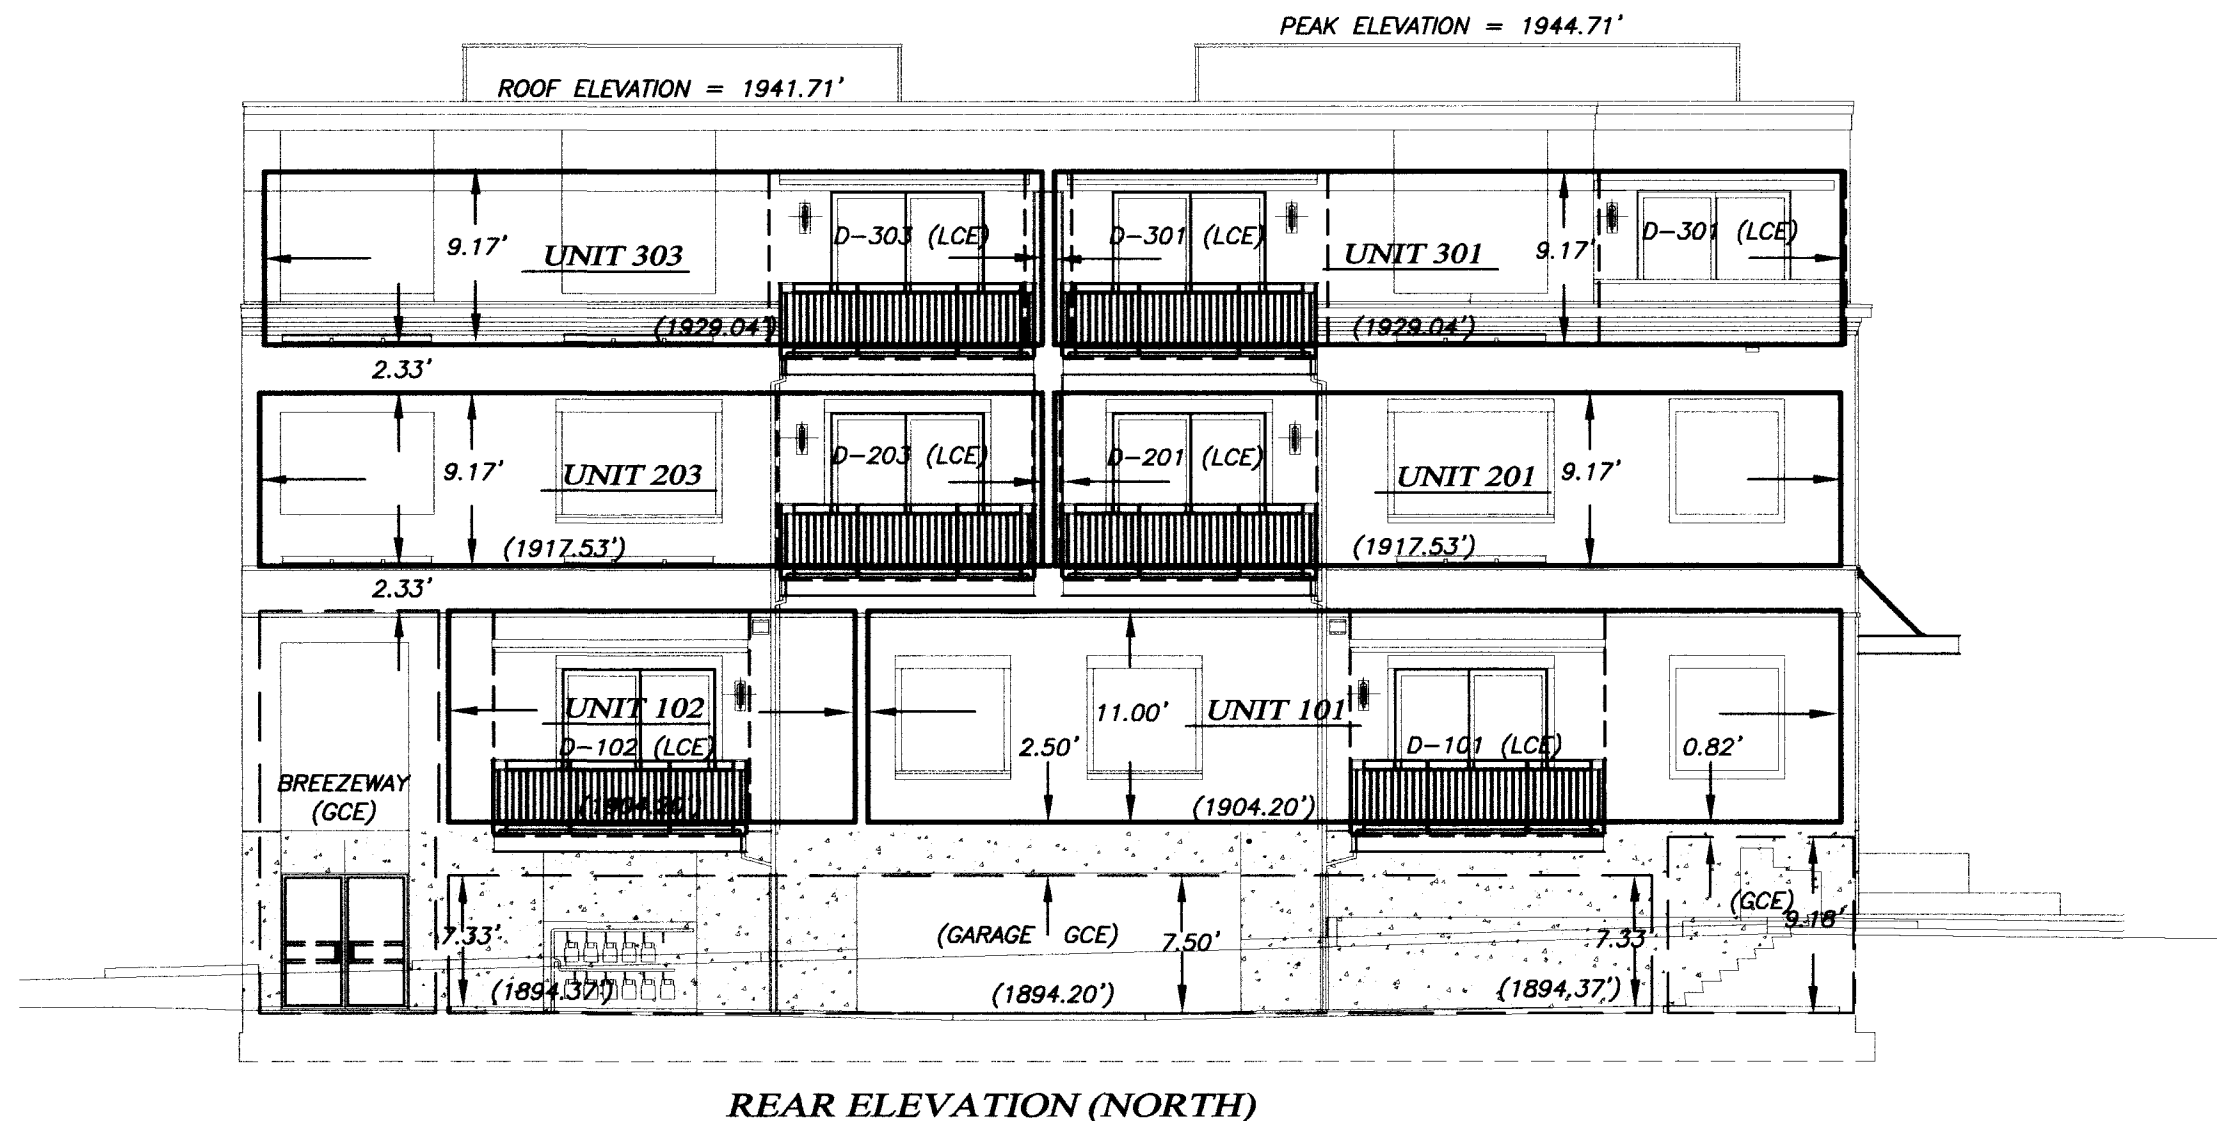 PEAK ELEVATION = 1944.71'
ROOF ELEVATION = 1941.71'
D-303 (LCE)
D-301 (LCE)
D-301 (LCE)
9.17'
UNIT 303
UNIT 301
9.17'
(1929.04')
(1929.04')
2.33'
D-203 (LCE)
D-201 (LCE)
9.17'
UNIT 203
UNIT 201
9.17'
(1917.53')
(1917.53')
2.33'
UNIT 102
11.00'
UNIT 101
D-102 (LCE)
2.50'
D-101 (LCE)
0.82'
BREEZEWAY
(GCE)
(1904.20')
(1904.20')
(GCE)
9.18'
7.33'
(GARAGE GCE)
7.50'
7.33'
(1894.37')
(1894.20')
(1894.37')
REAR ELEVATION (NORTH)